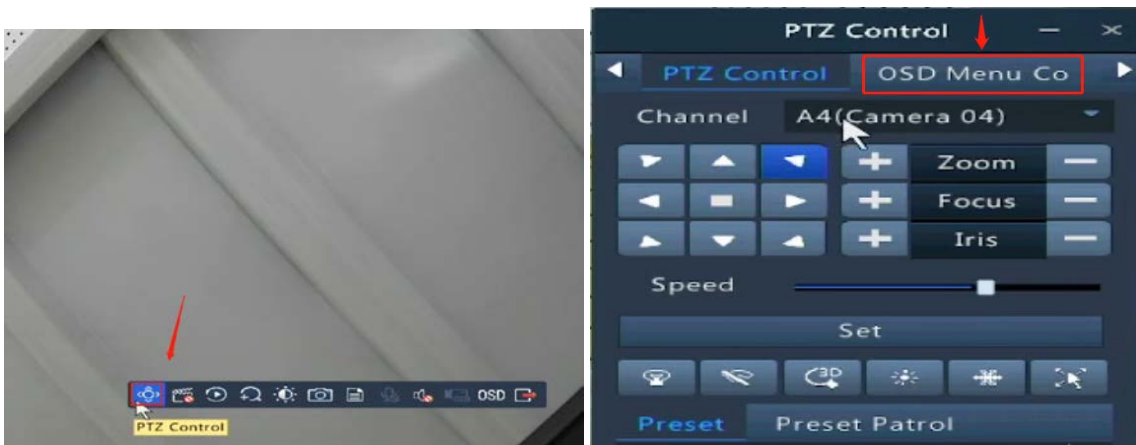 OSD
PTZ Control
PTZ Control
PTZ Control
OSD Menu Co
Channel
A4(Camera 04)
Zoom
Focus
Iris
Speed
Set
3D
Preset
Preset Patrol